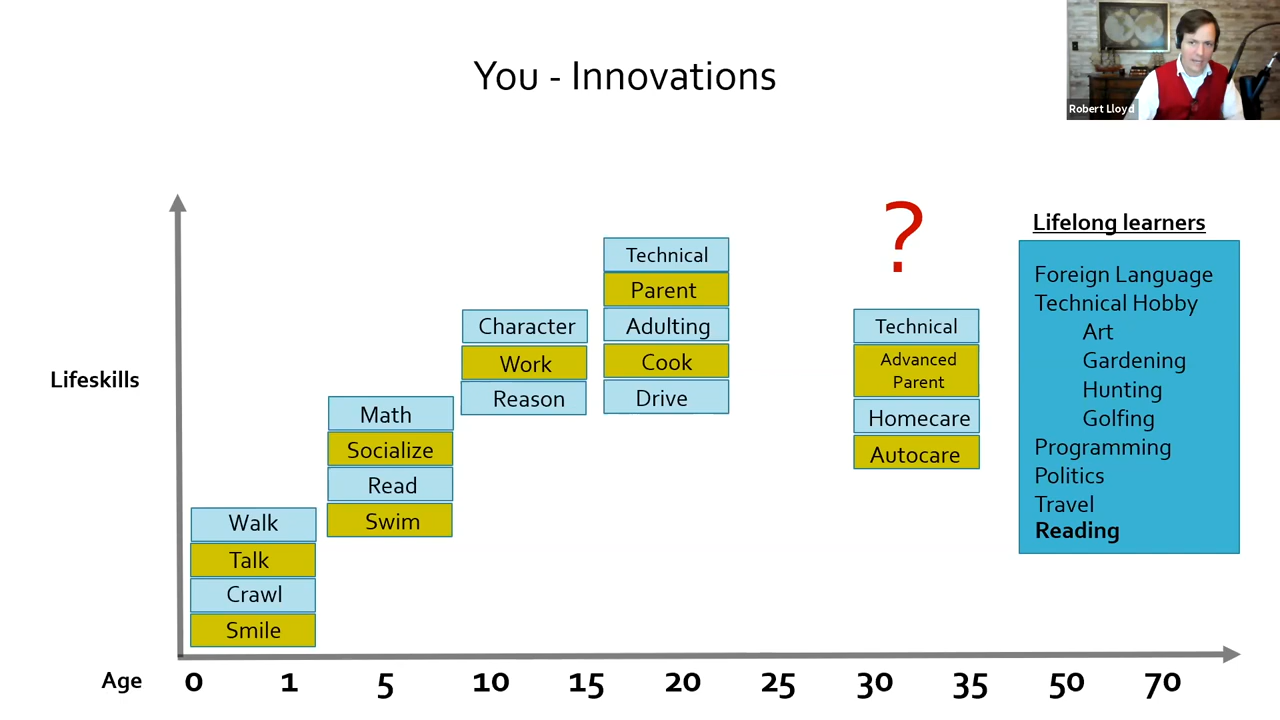 You - Innovations
Robert Lloyd
Lifeskills
Walk
Talk
Crawl
Smile
Math
Socialize
Read
Swim
Character
Work
Reason
Technical
Parent
Adulting
Cook
Drive
?
Technical
Advanced
Parent
Homecare
Autocare
Lifelong learners
Foreign Language
Technical Hobby
Art
Gardening
Hunting
Golfing
Programming
Politics
Travel
Reading
Age 0 1 5 10 15 20 25 30 35 50 70